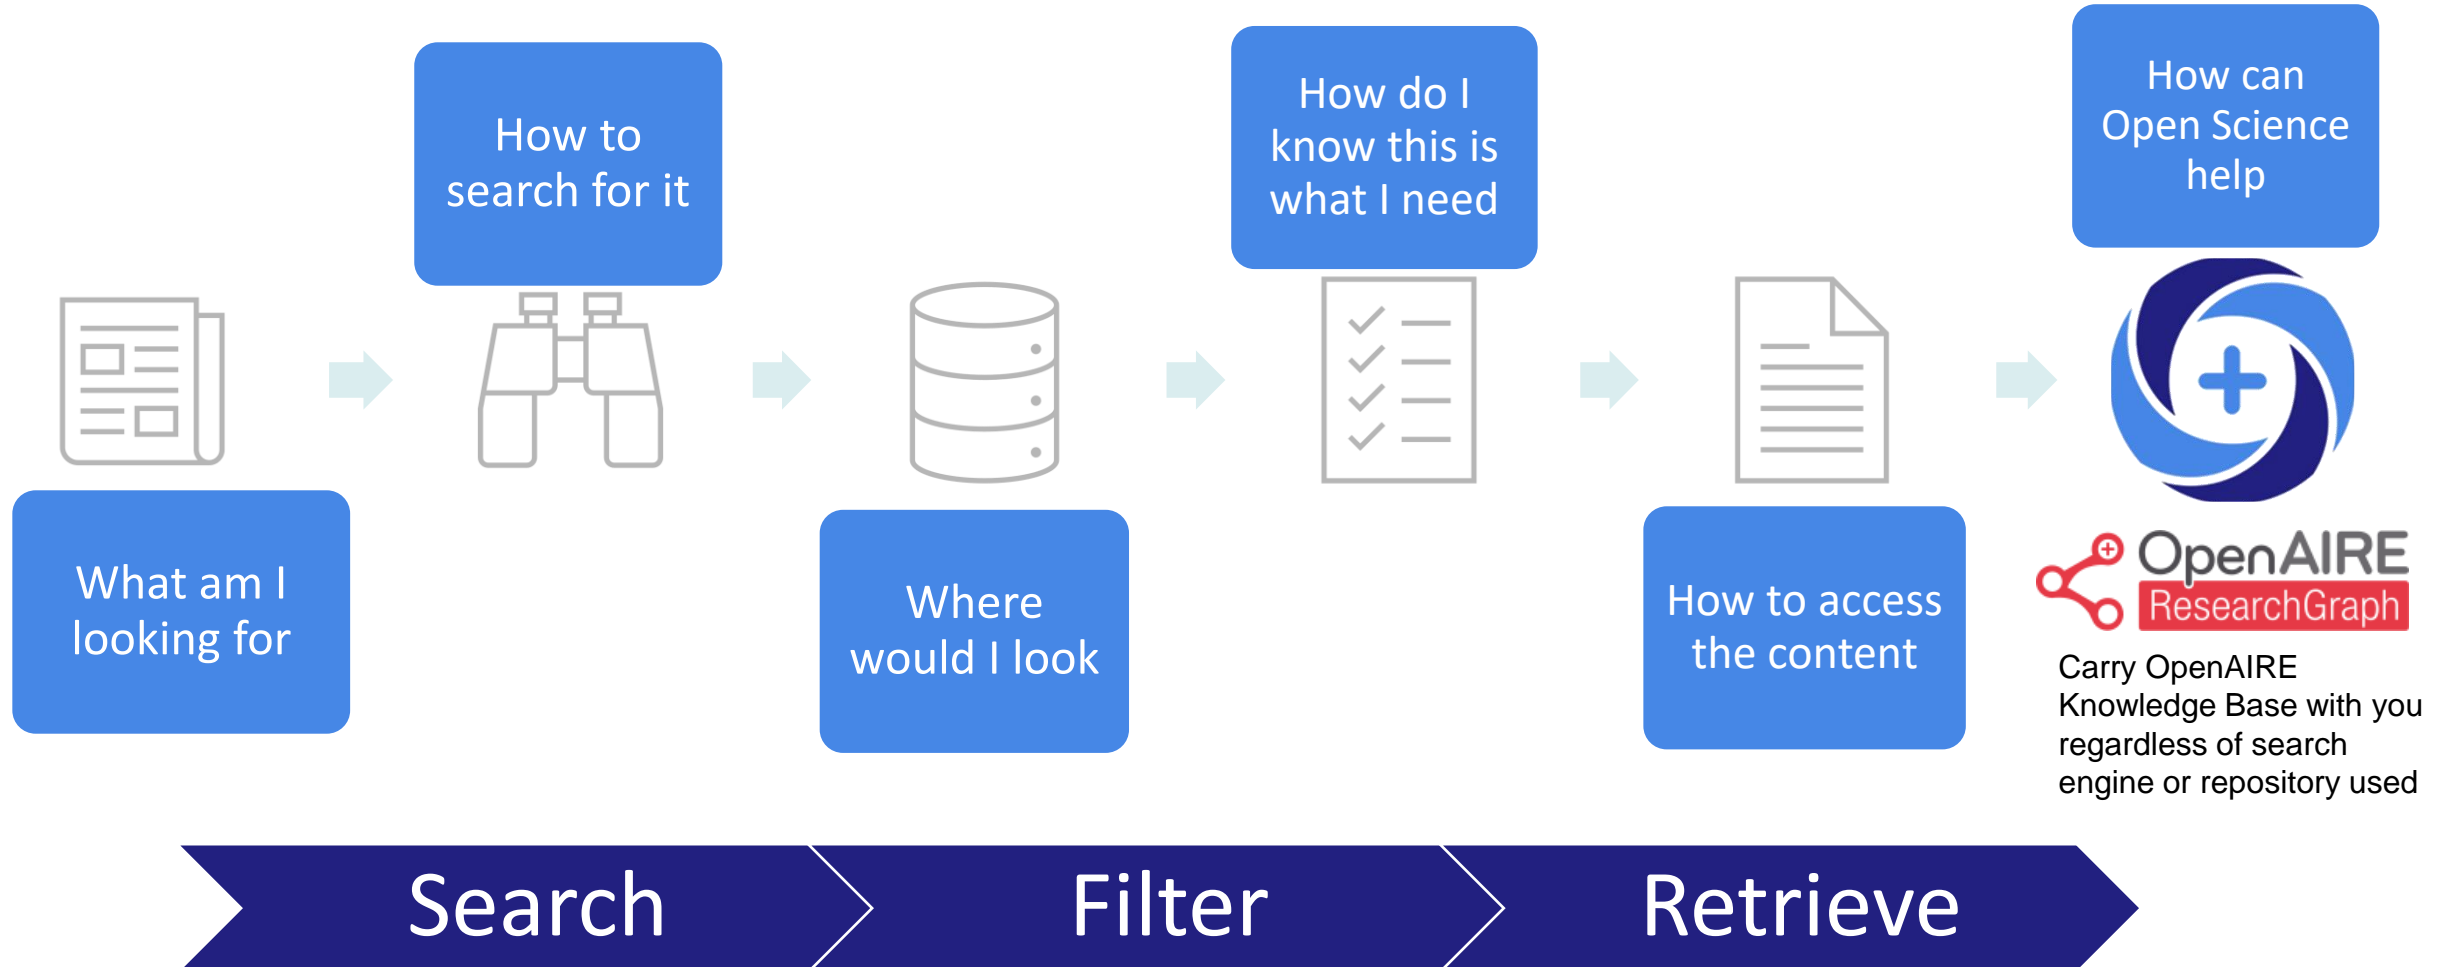 What am I
looking for
How to
search for it
Where
would I look
How do I
know this is
what I need
How to access
the content
How can
Open Science
help
OpenAIRE
ResearchGraph
Carry OpenAIRE
Knowledge Base with you
regardless of search
engine or repository used
Search
Filter
Retrieve